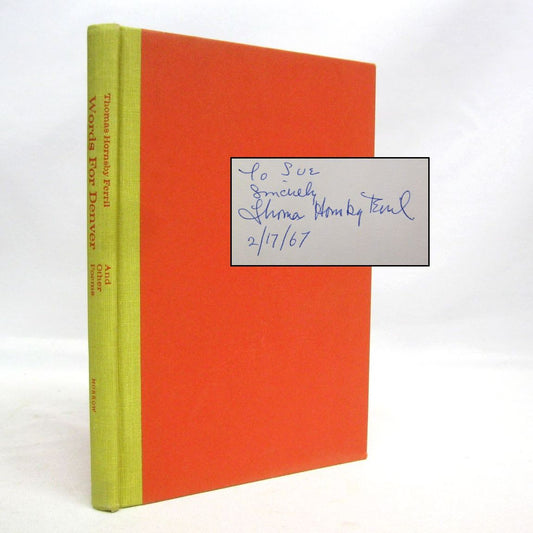 Thomas Hornsby Ferril
Words For Denver
And
Other
Poems
MORROW
To Sue
Sincerely
Thomas Hornsby Ferril
2/17/67